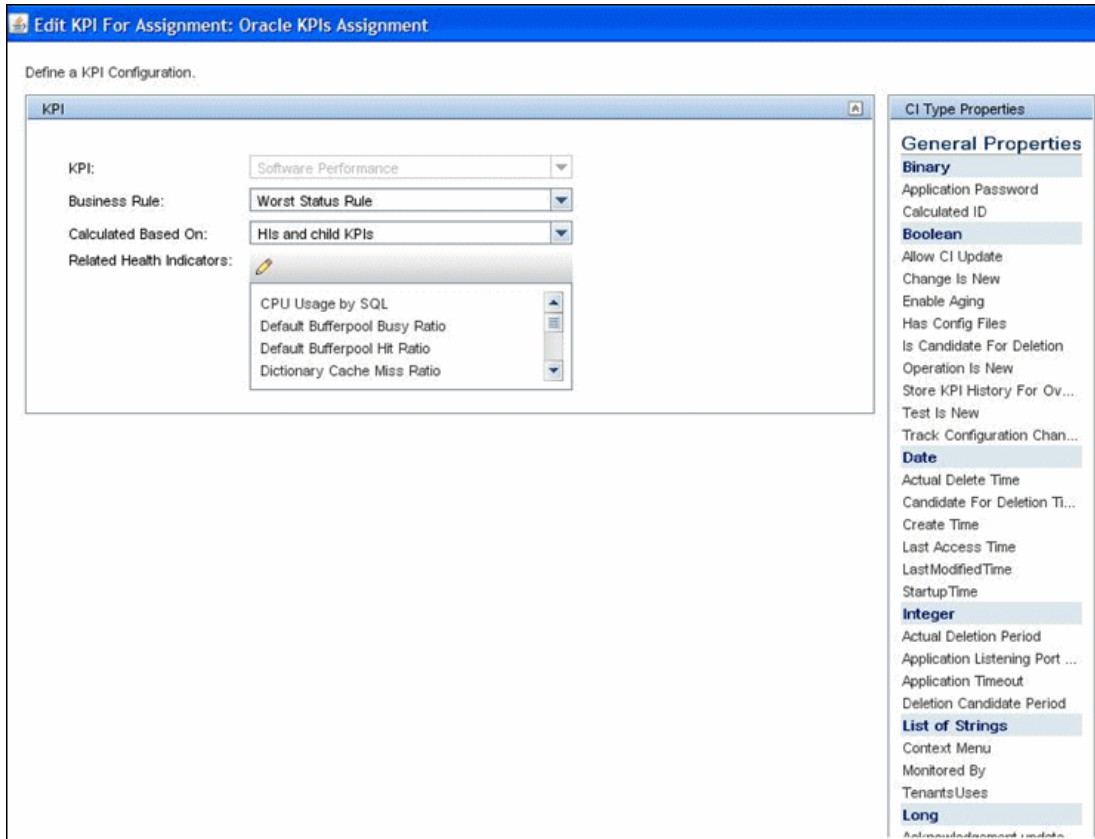 Edit KPI For Assignment: Oracle KPIs Assignment
Define a KPI Configuration.
KPI
KPI: Software Performance
Business Rule: Worst Status Rule
Calculated Based On: HIs and child KPIs
Related Health Indicators:
CPU Usage by SQL
Default Bufferpool Busy Ratio
Default Bufferpool Hit Ratio
Dictionary Cache Miss Ratio
CI Type Properties
General Properties
Binary
Application Password
Calculated ID
Boolean
Allow CI Update
Change Is New
Enable Aging
Has Config Files
Is Candidate For Deletion
Operation Is New
Store KPI History For Ov...
Test Is New
Track Configuration Chan...
Date
Actual Delete Time
Candidate For Deletion Ti...
Create Time
Last Access Time
LastModifiedTime
StartupTime
Integer
Actual Deletion Period
Application Listening Port ...
Application Timeout
Deletion Candidate Period
List of Strings
Context Menu
Monitored By
TenantsUses
Long